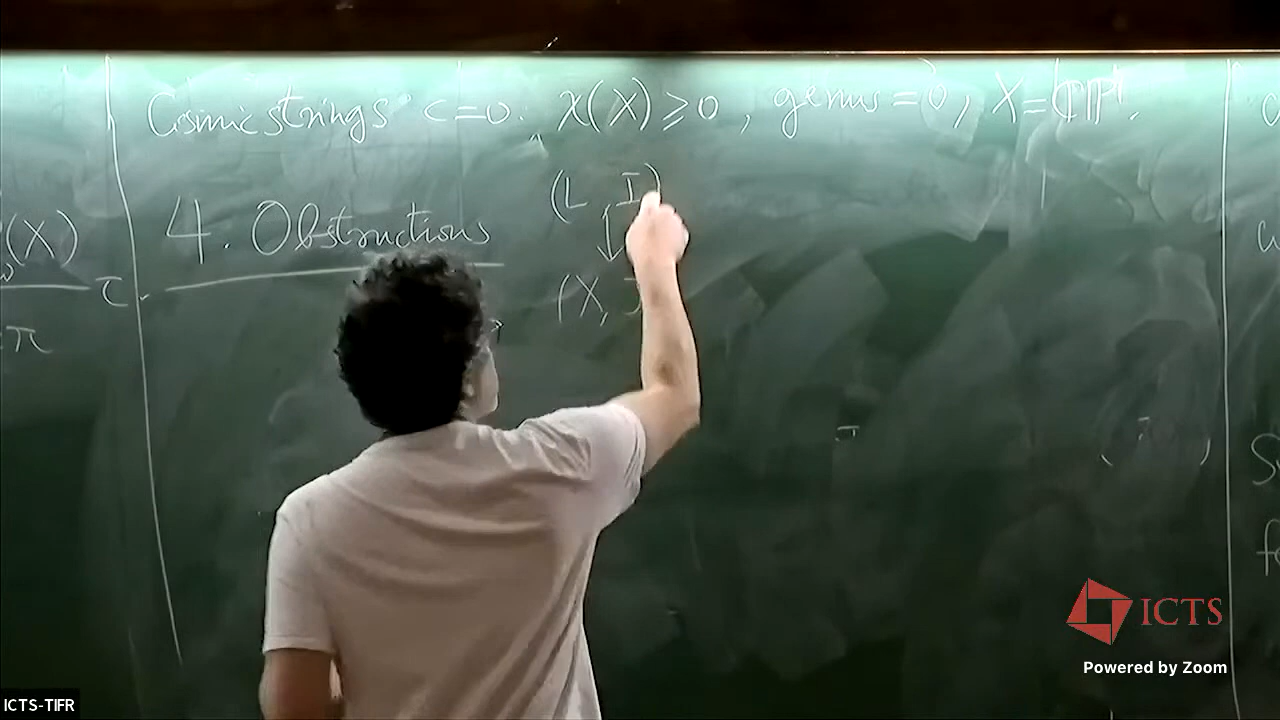 Cosmic strings c=0: χ(X) ⩾ 0, genus = 0, X = ℂℙ¹.
(L, I)
4. Obstructions
(X)
(X, J
τ
π
ICTS
Powered by Zoom
ICTS-TIFR